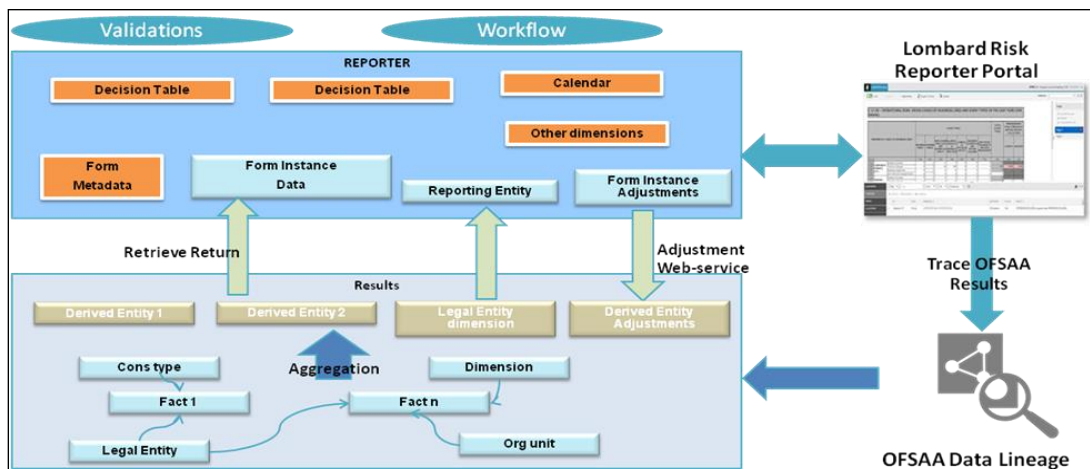 Validations
Workflow
REPORTER
Decision Table
Decision Table
Calendar
Other dimensions
Form
Metadata
Form Instance
Data
Reporting Entity
Form Instance
Adjustments
Lombard Risk
Reporter Portal
Retrieve Return
Adjustment
Web-service
Trace OFSAA
Results
Results
Derived Entity 1
Derived Entity 2
Legal Entity
dimension
Derived Entity
Adjustments
Aggregation
Cons type
Dimension
Fact 1
Fact n
Legal Entity
Org unit
OFSAA Data Lineage